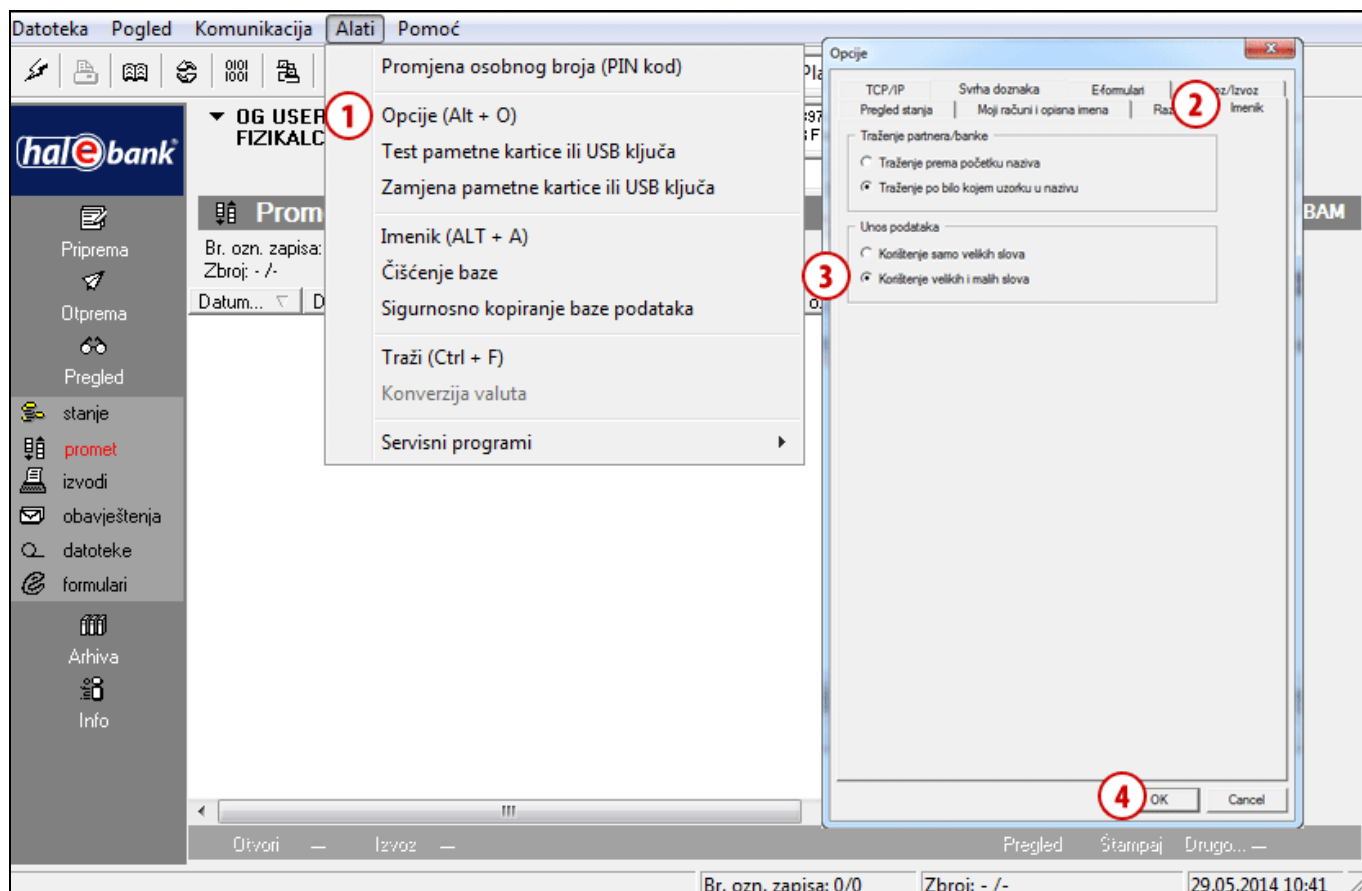 Datoteka Pogled Komunikacija Alati Pomoć
halebank
OG USER
FIZIKALC
Prom
BAM
Br. ozn. zapisa:
Zbroj: - /-
Datum... D
Priprema
Otprema
Pregled
stanje
promet
izvodi
obavještenja
datoteke
formulari
Arhiva
Info
Promjena osobnog broja (PIN kod)
1
Opcije (Alt + O)
Test pametne kartice ili USB ključa
Zamjena pametne kartice ili USB ključa
Imenik (ALT + A)
Čišćenje baze
Sigurnosno kopiranje baze podataka
Traži (Ctrl + F)
Konverzija valuta
Servisni programi
Opcije
TCP/IP Svrha doznaka E-formulari oz/Izvoz
Pregled stanja Moji računi i opisna imena Raz 2 Imenik
Traženje partnera/banke
Traženje prema početku naziva
Traženje po bilo kojem uzorku u nazivu
Unos podataka
Korištenje samo velikih slova
3
Korištenje velikih i malih slova
4 OK Cancel
Otvori Izvoz Pregled Štampaj Drugo...
Br. ozn. zapisa: 0/0 Zbroj: - /- 29.05.2014 10:41